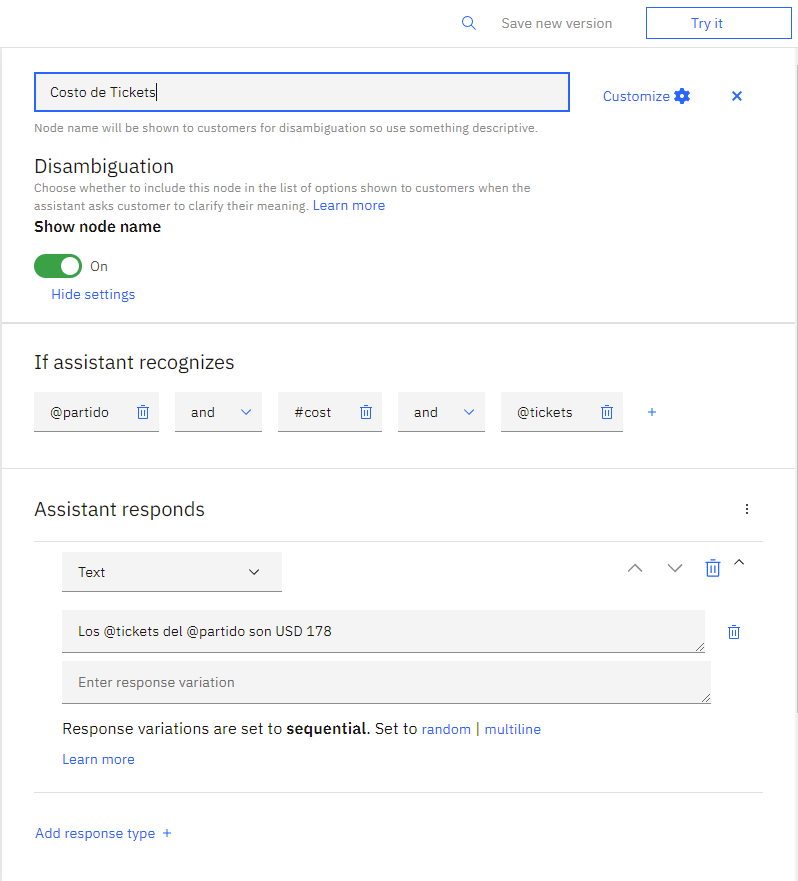 Save new version Try it
Costo de Tickets
Customize
Node name will be shown to customers for disambiguation so use something descriptive.
Disambiguation
Choose whether to include this node in the list of options shown to customers when the
assistant asks customer to clarify their meaning. Learn more
Show node name
On
Hide settings
If assistant recognizes
@partido and #cost and @tickets
Assistant responds
Text
Los @tickets del @partido son USD 178
Enter response variation
Response variations are set to sequential. Set to random | multiline
Learn more
Add response type +